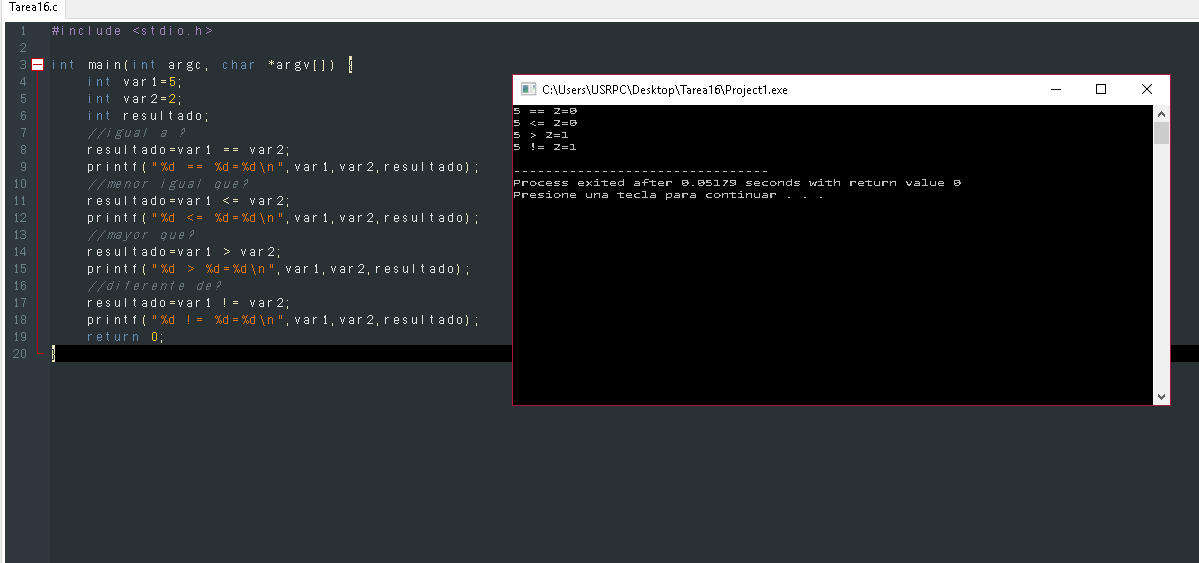 Tarea16.c
1 #include <stdio.h>
2
3 int main(int argc, char *argv[]) {
4 int var1=5;
5 int var2=2;
6 int resultado;
7 //igual a ?
8 resultado=var1 == var2;
9 printf("%d == %d=%d\n",var1,var2,resultado);
10 //menor igual que?
11 resultado=var1 <= var2;
12 printf("%d <= %d=%d\n",var1,var2,resultado);
13 //mayor que?
14 resultado=var1 > var2;
15 printf("%d > %d=%d\n",var1,var2,resultado);
16 //diferente de?
17 resultado=var1 != var2;
18 printf("%d != %d=%d\n",var1,var2,resultado);
19 return 0;
20 }
C:\Users\USRPC\Desktop\Tarea16\Project1.exe
5 == 2=0
5 <= 2=0
5 > 2=1
5 != 2=1
--------------------------------
Process exited after 0.05179 seconds with return value 0
Presione una tecla para continuar . . .